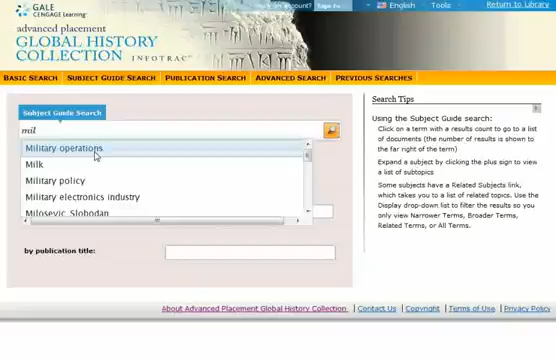 GALE
CENGAGE Learning
an account? Sign In
English
Tools
Return to Library
advanced placement
GLOBAL HISTORY
COLLECTION INFOTRAC
BASIC SEARCH SUBJECT GUIDE SEARCH PUBLICATION SEARCH ADVANCED SEARCH PREVIOUS SEARCHES
Subject Guide Search
mil
Military operations
Milk
Military policy
Military electronics industry
Milosevic, Slobodan
by publication title:
Search Tips
Using the Subject Guide search:
Click on a term with a results count to go to a list
of documents (the number of results is shown to
the far right of the term)
Expand a subject by clicking the plus sign to view
a list of subtopics
Some subjects have a Related Subjects link,
which takes you to a list of related topics. Use the
Display drop-down list to filter the results so you
only view Narrower Terms, Broader Terms,
Related Terms, or All Terms.
About Advanced Placement Global History Collection | Contact Us | Copyright | Terms of Use | Privacy Policy